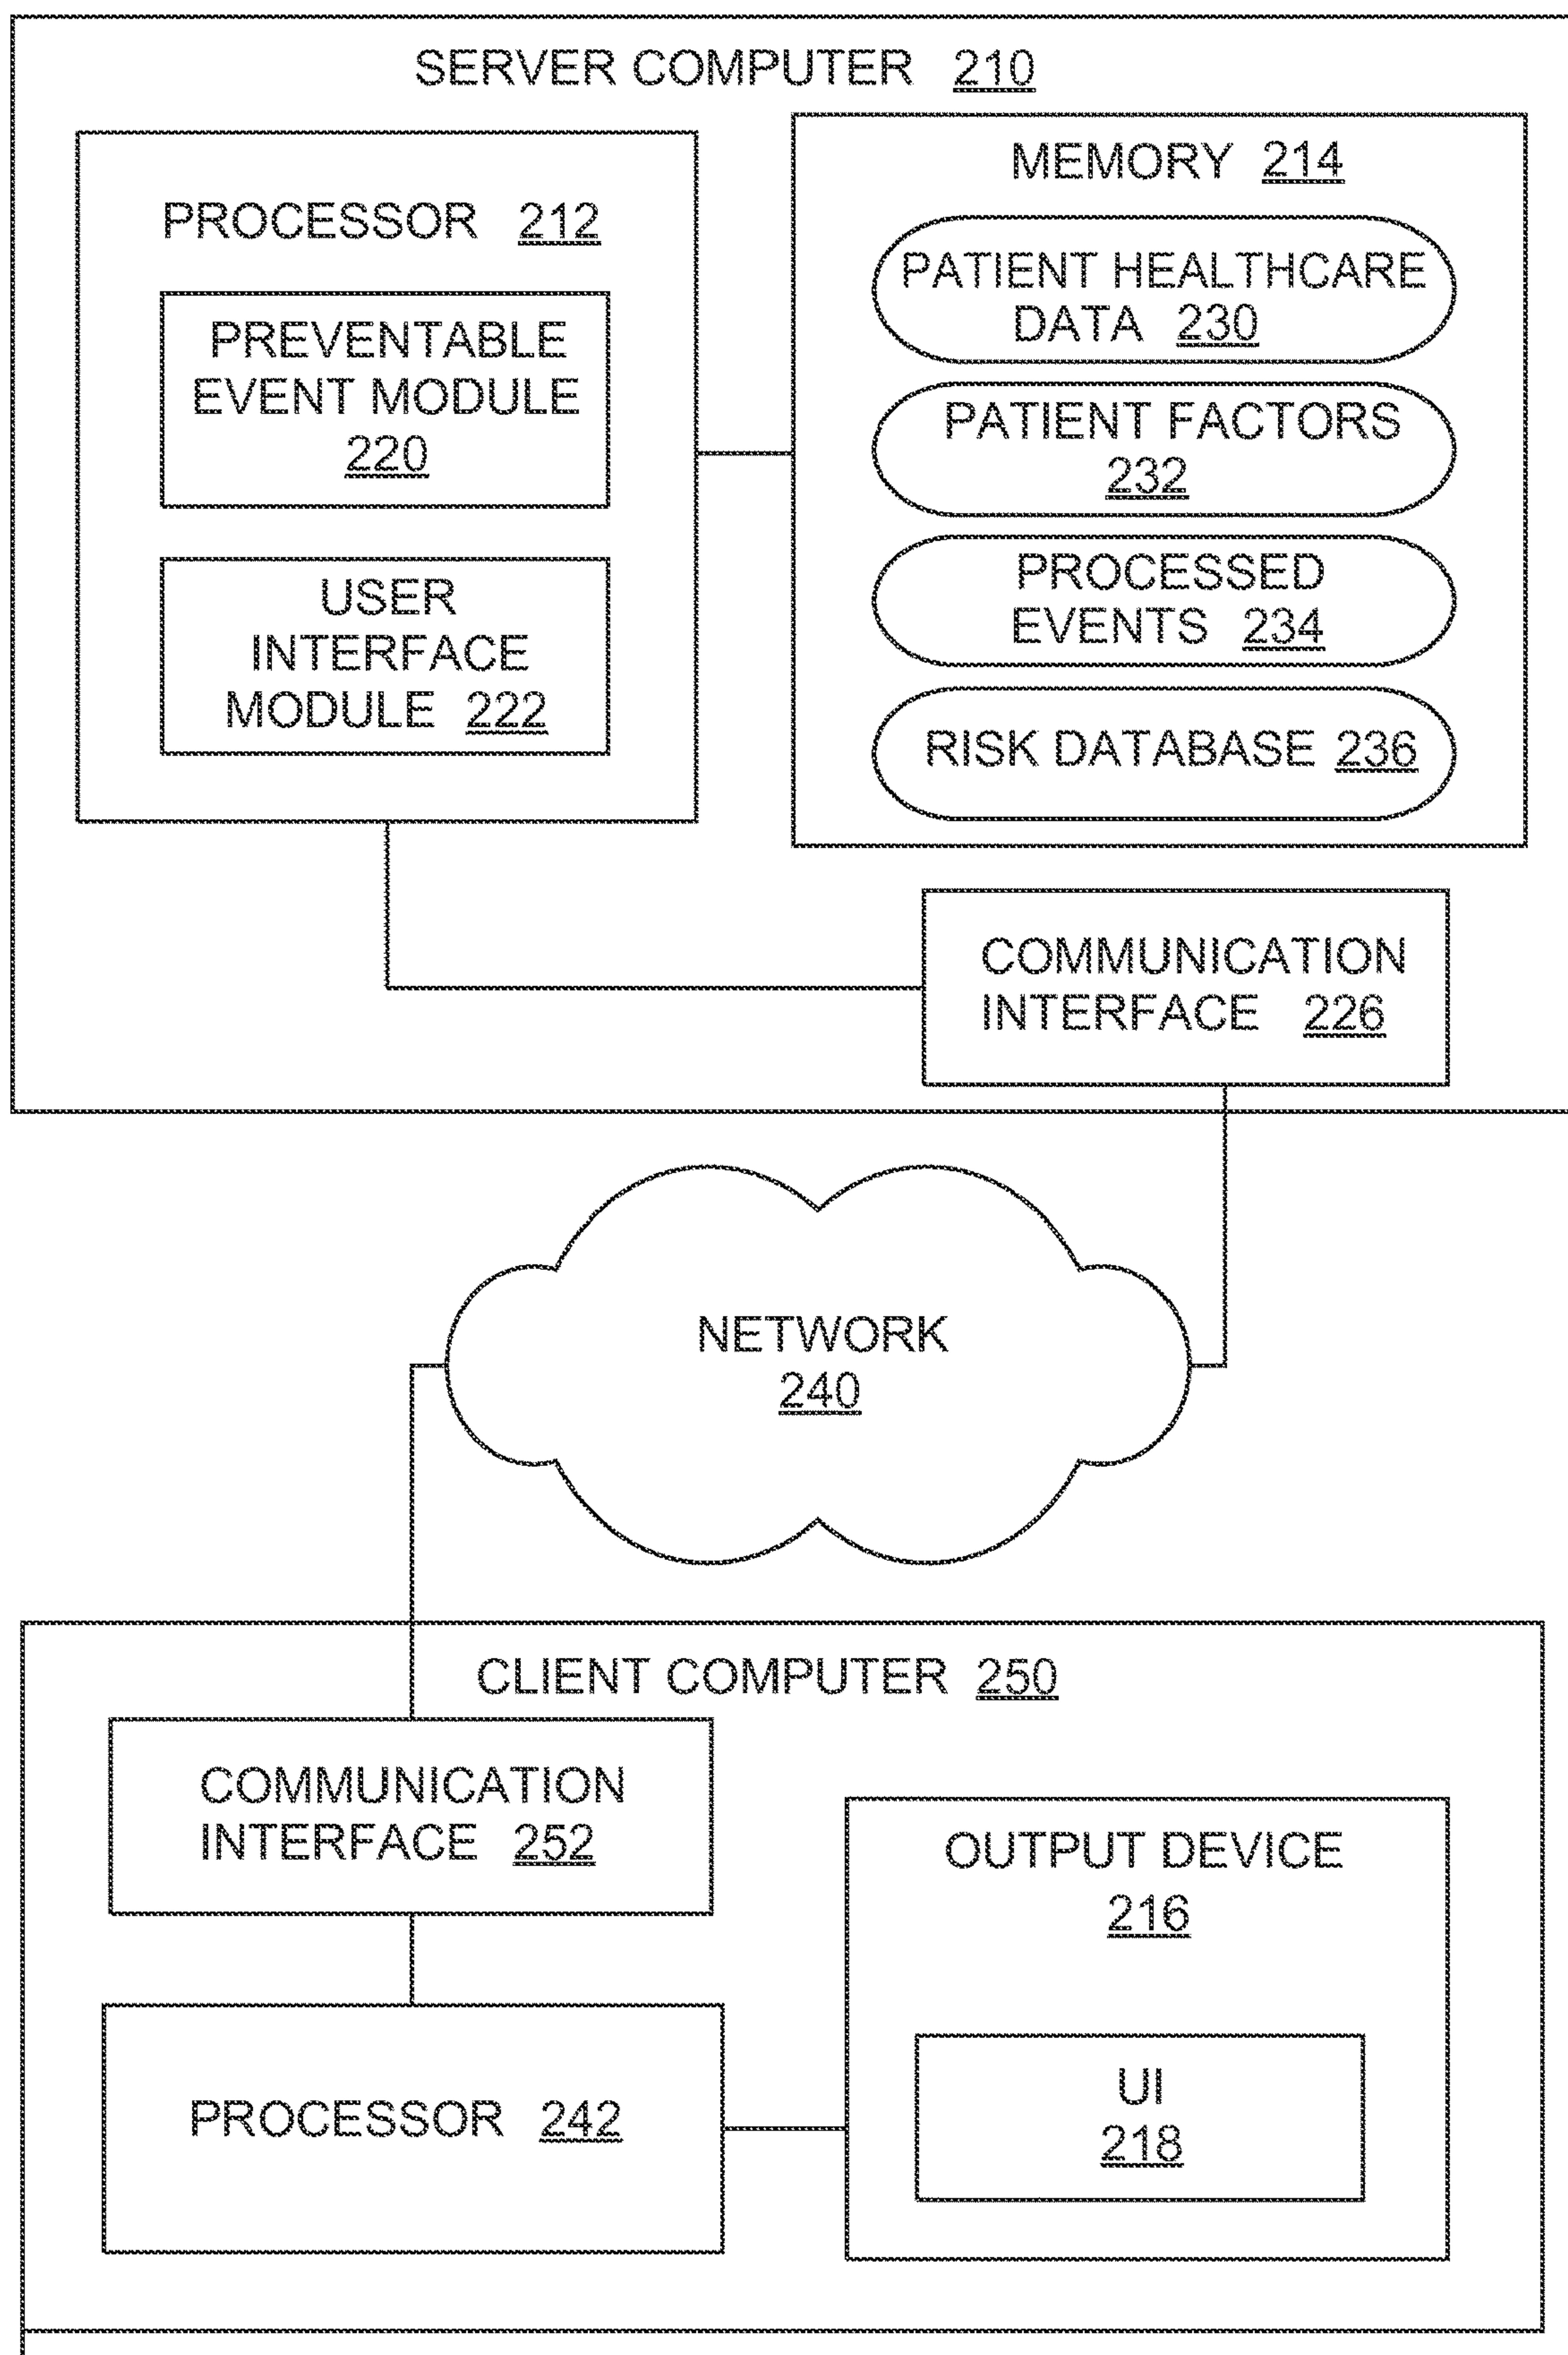 SERVER COMPUTER 210
PROCESSOR 212
PREVENTABLE
EVENT MODULE
220
USER
INTERFACE
MODULE 222
MEMORY 214
PATIENT HEALTHCARE
DATA 230
PATIENT FACTORS
232
PROCESSED
EVENTS 234
RISK DATABASE 236
COMMUNICATION
INTERFACE 226
NETWORK
240
CLIENT COMPUTER 250
COMMUNICATION
INTERFACE 252
PROCESSOR 242
OUTPUT DEVICE
216
UI
218